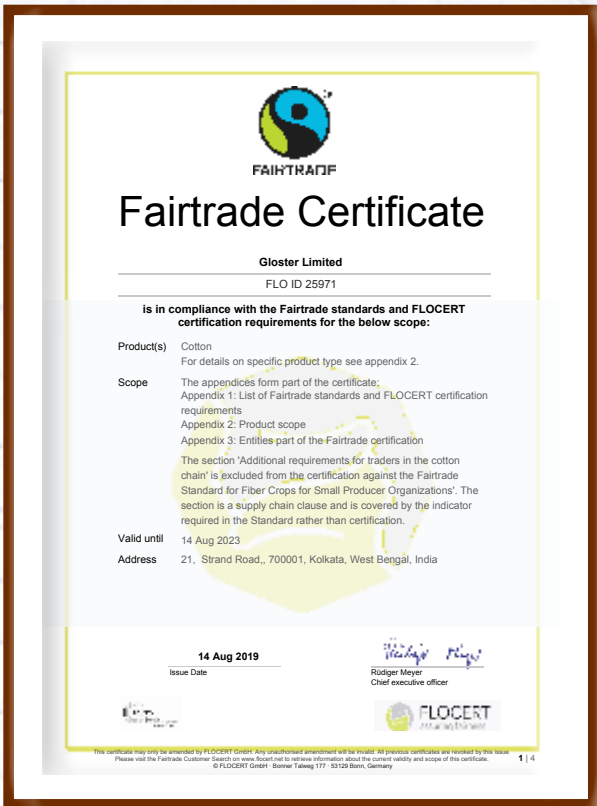 FAIRTRADE
Fairtrade Certificate
Gloster Limited
FLO ID 25971
is in compliance with the Fairtrade standards and FLOCERT
certification requirements for the below scope:
Product(s) Cotton
For details on specific product type see appendix 2.
Scope The appendices form part of the certificate;
Appendix 1: List of Fairtrade standards and FLOCERT certification
requirements
Appendix 2: Product scope
Appendix 3: Entities part of the Fairtrade certification
The section 'Additional requirements for traders in the cotton
chain' is excluded from the certification against the Fairtrade
Standard for Fiber Crops for Small Producer Organizations'. The
section is a supply chain clause and is covered by the indicator
required in the Standard rather than certification.
Valid until 14 Aug 2023
Address 21, Strand Road,, 700001, Kolkata, West Bengal, India
14 Aug 2019
Issue Date
Rüdiger Meyer
Chief executive officer
FLOCERT
assuring fairness
This certificate may only be amended by FLOCERT GmbH. Any unauthorised amendment will be invalid. All previous certificates are revoked by this issue.
Please visit the Fairtrade Customer Search on www.flocert.net to retrieve information about the current validity and scope of this certificate.
© FLOCERT GmbH · Bonner Talweg 177 · 53129 Bonn, Germany
1 | 4